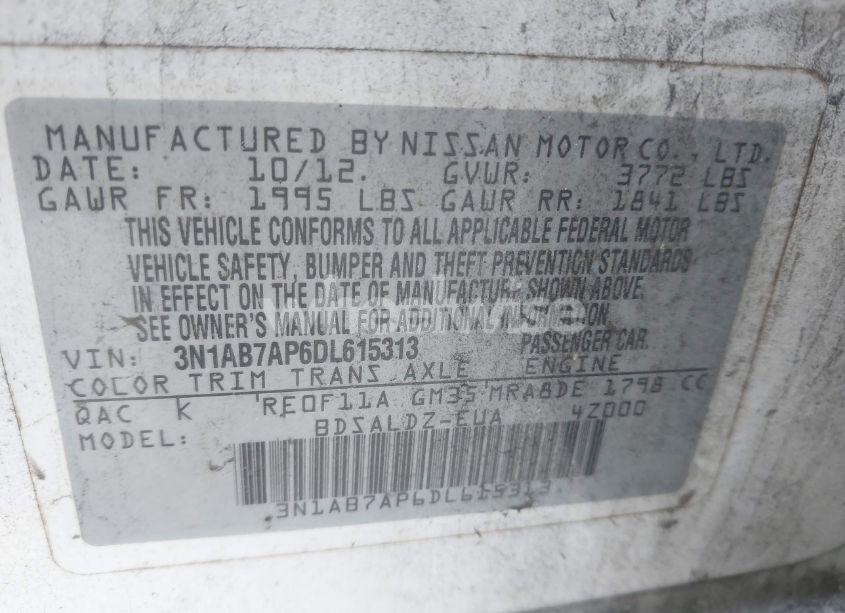 MANUFACTURED BY NISSAN MOTOR CO., LTD.
DATE: 10/12. GVWR: 3772 LBS
GAWR FR: 1995 LBS GAWR RR: 1841 LBS
THIS VEHICLE CONFORMS TO ALL APPLICABLE FEDERAL MOTOR
VEHICLE SAFETY, BUMPER AND THEFT PREVENTION STANDARDS
IN EFFECT ON THE DATE OF MANUFACTURE SHOWN ABOVE.
SEE OWNER'S MANUAL FOR ADDITIONAL INFORMATION.
VIN: 3N1AB7AP6DL615313 PASSENGER CAR
COLOR TRIM TRANS AXLE ENGINE
QAC K RE0F11A GM35 MRA8DE 1798 CC
MODEL: BDSALDZ-EUA 4Z000
3N1AB7AP6DL615313